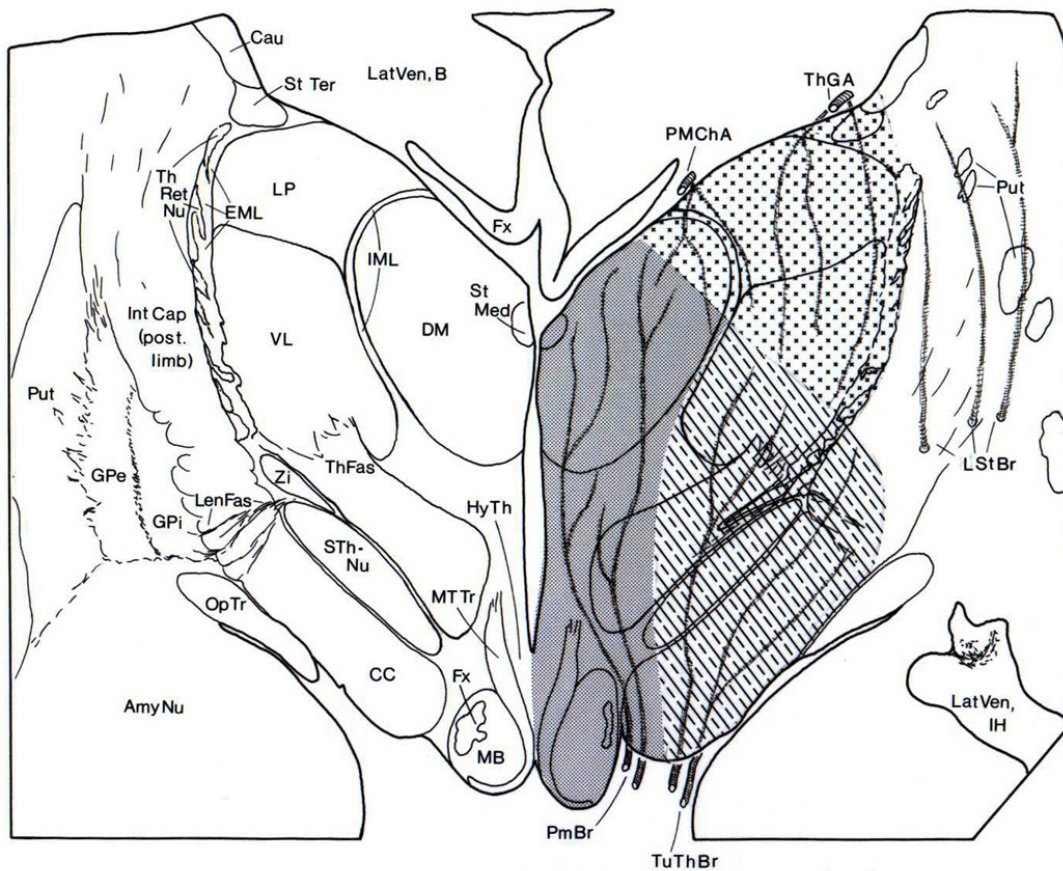 Cau
LatVen, B
St Ter
ThGA
PMChA
Th
Ret
Nu
LP
EML
Put
Fx
IML
St
Med
DM
Int Cap
(post.
limb)
VL
Put
GPe
ThFas
LStBr
Zi
LenFas
HyTh
GPi
STh-
Nu
MTTr
OpTr
CC
Fx
AmyNu
MB
LatVen,
IH
PmBr
TuThBr